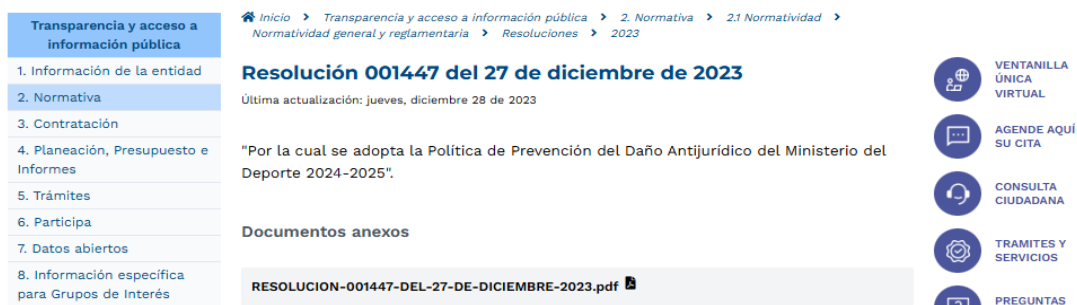 Transparencia y acceso a
información pública
1. Información de la entidad
2. Normativa
3. Contratación
4. Planeación, Presupuesto e
Informes
5. Trámites
6. Participa
7. Datos abiertos
8. Información específica
para Grupos de Interés
Inicio > Transparencia y acceso a información pública > 2. Normativa > 2.1 Normatividad >
Normatividad general y reglamentaria > Resoluciones > 2023
Resolución 001447 del 27 de diciembre de 2023
Última actualización: jueves, diciembre 28 de 2023
"Por la cual se adopta la Política de Prevención del Daño Antijurídico del Ministerio del
Deporte 2024-2025".
Documentos anexos
RESOLUCION-001447-DEL-27-DE-DICIEMBRE-2023.pdf
VENTANILLA
ÚNICA
VIRTUAL
AGENDE AQUÍ
SU CITA
CONSULTA
CIUDADANA
TRAMITES Y
SERVICIOS
PREGUNTAS